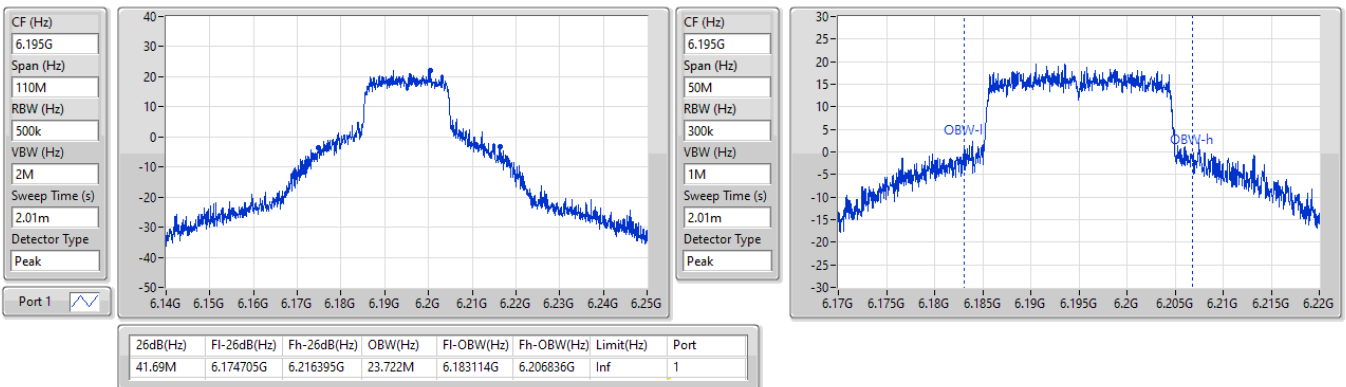 CF (Hz)
6.195G
Span (Hz)
110M
RBW (Hz)
500k
VBW (Hz)
2M
Sweep Time (s)
2.01m
Detector Type
Peak
Port 1
40
30
20
10
0
-10
-20
-30
-40
-50
6.14G 6.15G 6.16G 6.17G 6.18G 6.19G 6.2G 6.21G 6.22G 6.23G 6.24G 6.25G
CF (Hz)
6.195G
Span (Hz)
50M
RBW (Hz)
300k
VBW (Hz)
1M
Sweep Time (s)
2.01m
Detector Type
Peak
30
25
20
15
10
5
0
-5
-10
-15
-20
-25
-30
OBW-l
OBW-h
6.17G 6.175G 6.18G 6.185G 6.19G 6.195G 6.2G 6.205G 6.21G 6.215G 6.22G
26dB(Hz) Fl-26dB(Hz) Fh-26dB(Hz) OBW(Hz) Fl-OBW(Hz) Fh-OBW(Hz) Limit(Hz) Port
41.69M 6.174705G 6.216395G 23.722M 6.183114G 6.206836G Inf 1